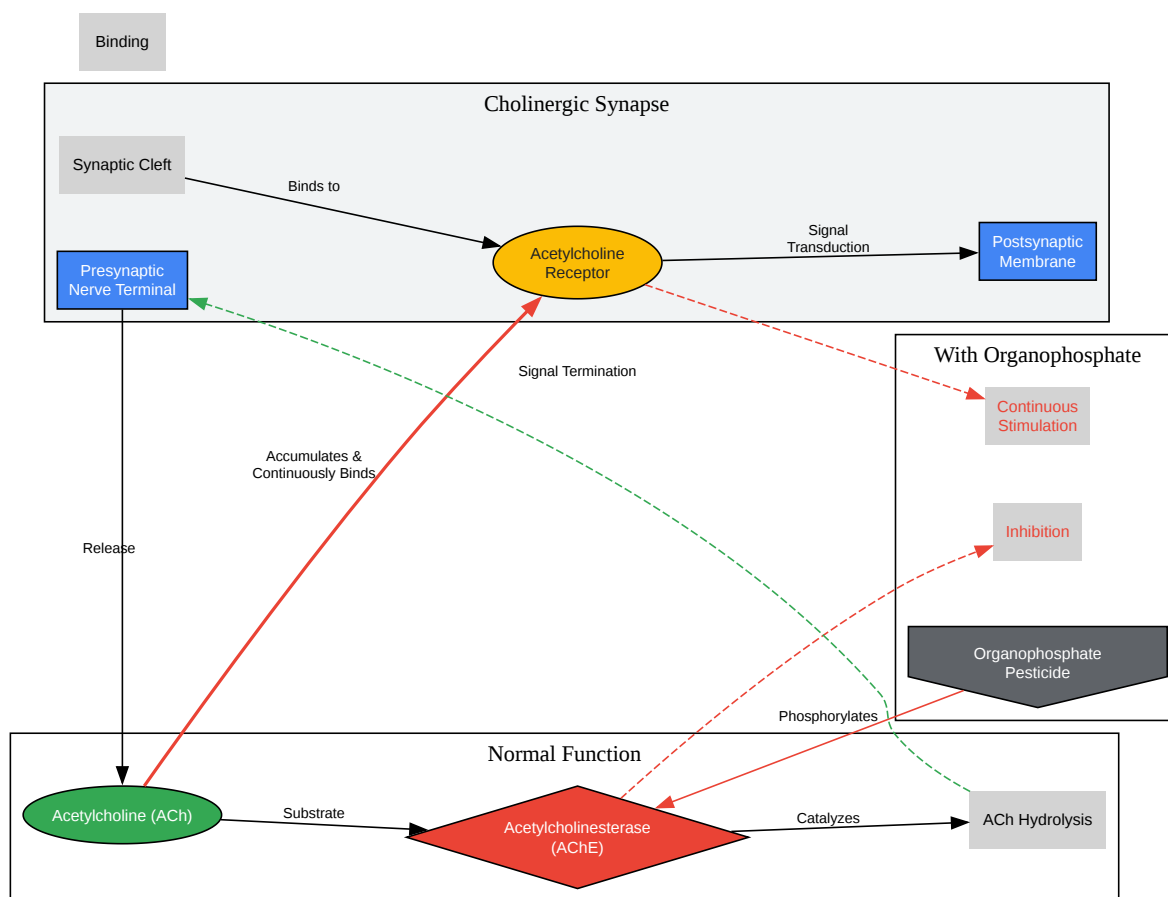 Binding
Cholinergic Synapse
Synaptic Cleft
Binds to
Acetylcholine
Receptor
Signal
Transduction
Postsynaptic
Membrane
Presynaptic
Nerve Terminal
With Organophosphate
Signal Termination
Continuous
Stimulation
Accumulates &
Continuously Binds
Release
Inhibition
Organophosphate
Pesticide
Phosphorylates
Normal Function
Acetylcholine (ACh)
Substrate
Acetylcholinesterase
(AChE)
Catalyzes
ACh Hydrolysis